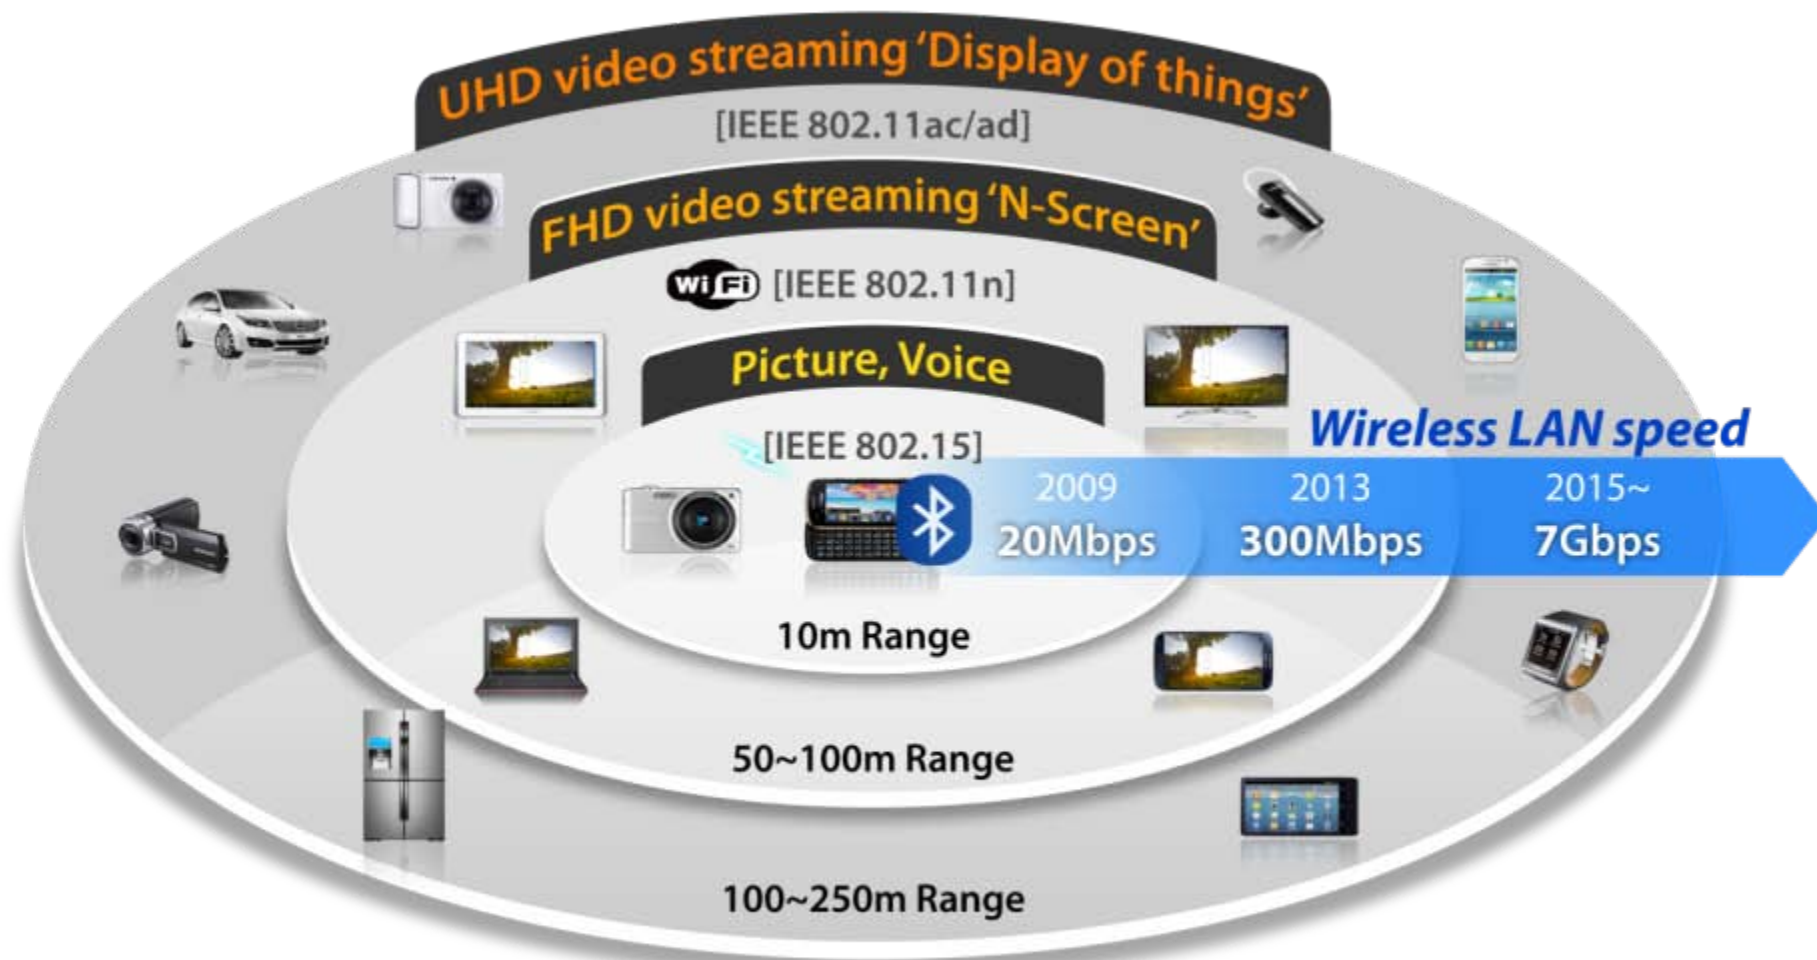 UHD video streaming ‘Display of things’
[IEEE 802.11ac/ad]
FHD video streaming ‘N-Screen’
Wi Fi [IEEE 802.11n]
Picture, Voice
[IEEE 802.15]
Wireless LAN speed
2009 2013 2015~
20Mbps 300Mbps 7Gbps
10m Range
50~100m Range
100~250m Range